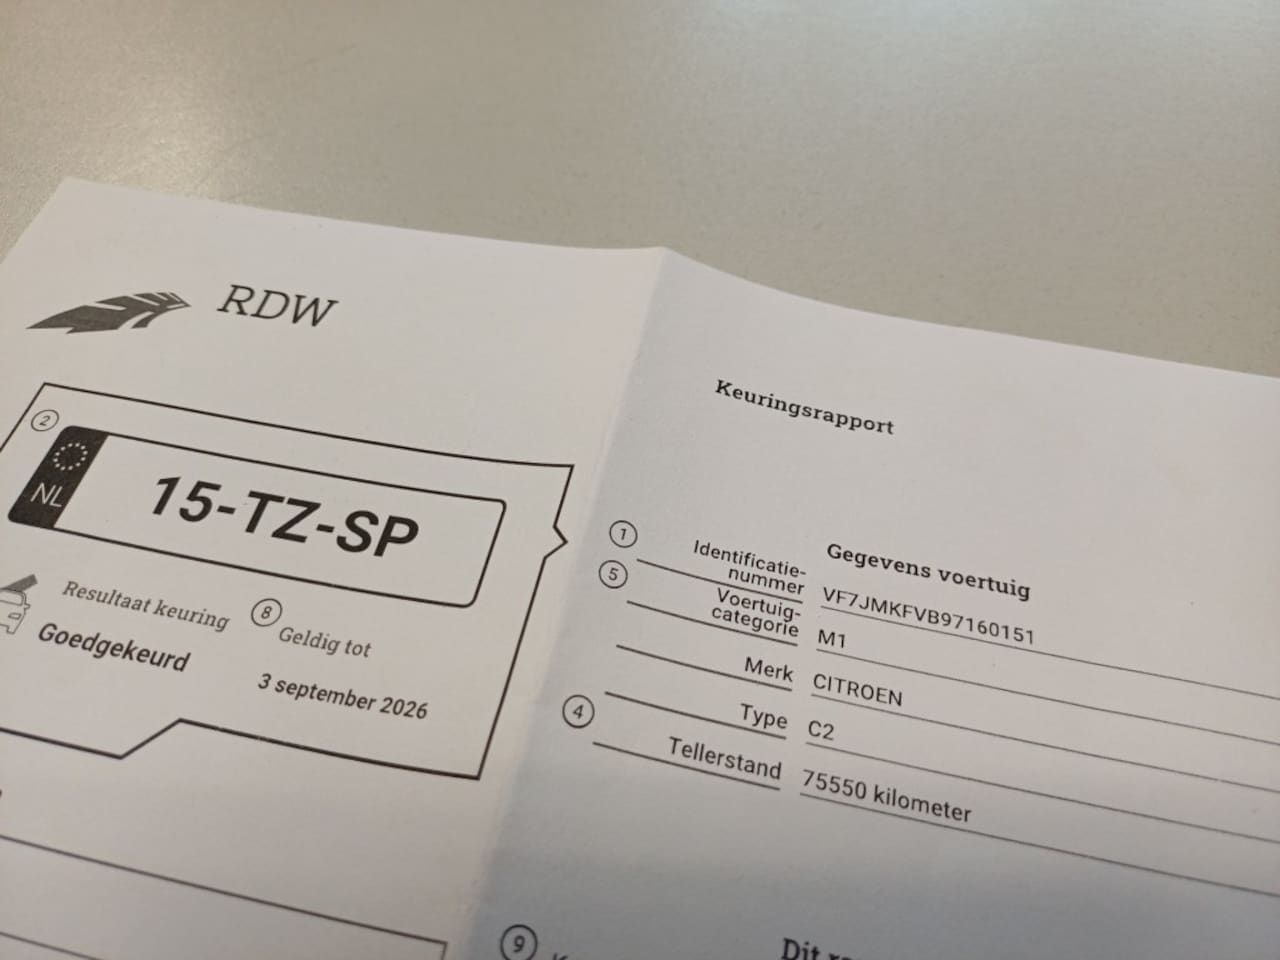 RDW
2
NL
15-TZ-SP
Resultaat keuring
Goedgekeurd
8
Geldig tot
3 september 2026
Keuringsrapport
Gegevens voertuig
1
Identificatie-
nummer
VF7JMKFVB97160151
5
Voertuig-
categorie
M1
Merk
CITROEN
Type
C2
4
Tellerstand
75550 kilometer
9
Dit